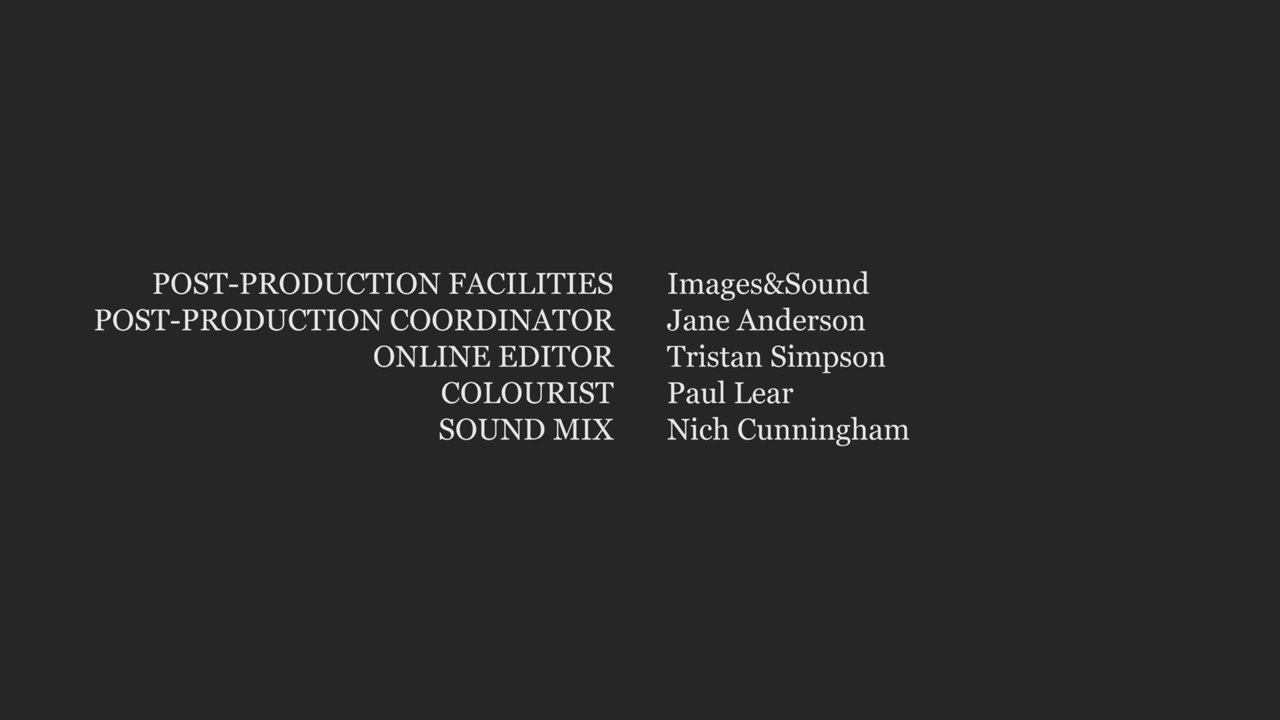 POST-PRODUCTION FACILITIES Images&Sound
POST-PRODUCTION COORDINATOR Jane Anderson
ONLINE EDITOR Tristan Simpson
COLOURIST Paul Lear
SOUND MIX Nich Cunningham